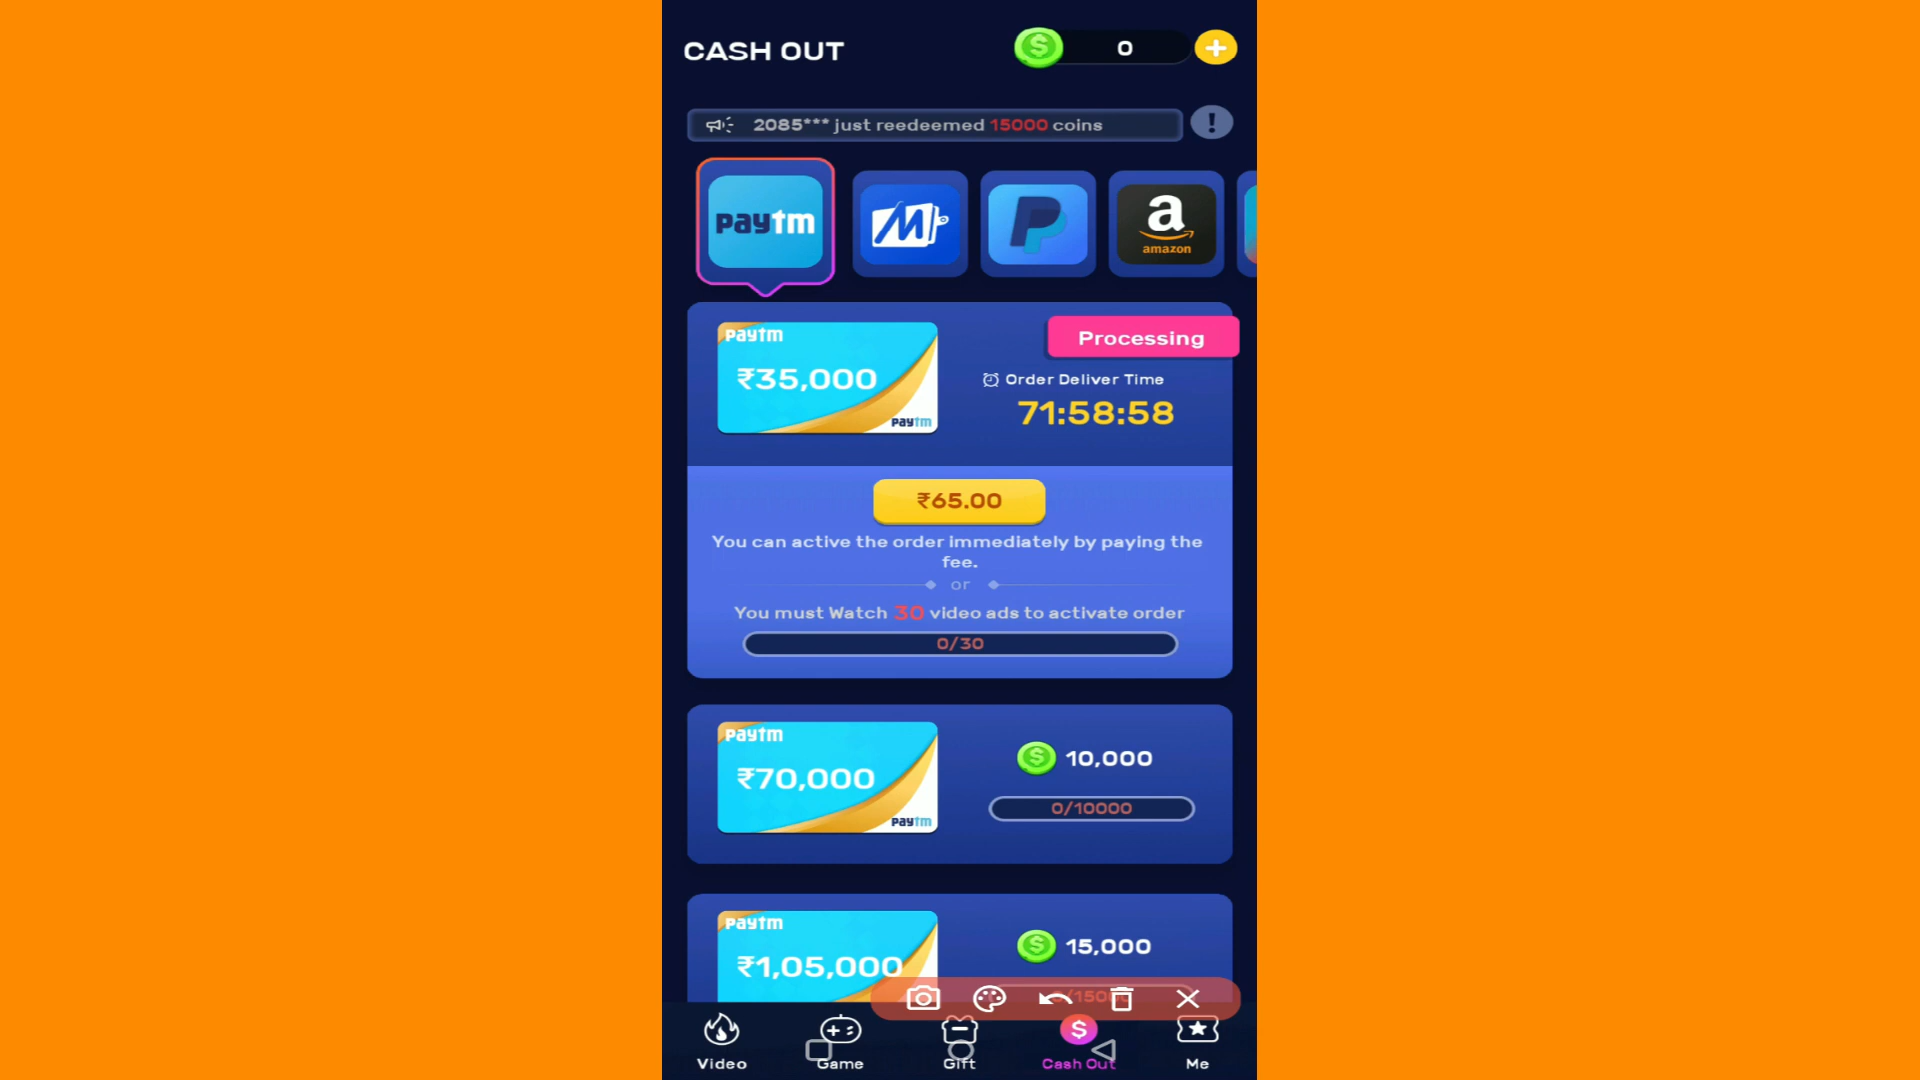 CASH OUT
0
2085*** just reedeemed 15000 coins
paytm
amazon
paytm
₹35,000
paytm
Processing
Order Deliver Time
71:58:58
₹65.00
You can active the order immediately by paying the
fee.
or
You must Watch 30 video ads to activate order
0/30
paytm
₹70,000
paytm
10,000
0/10000
paytm
₹1,05,000
15,000
Video
Game
Gift
Cash Out
Me